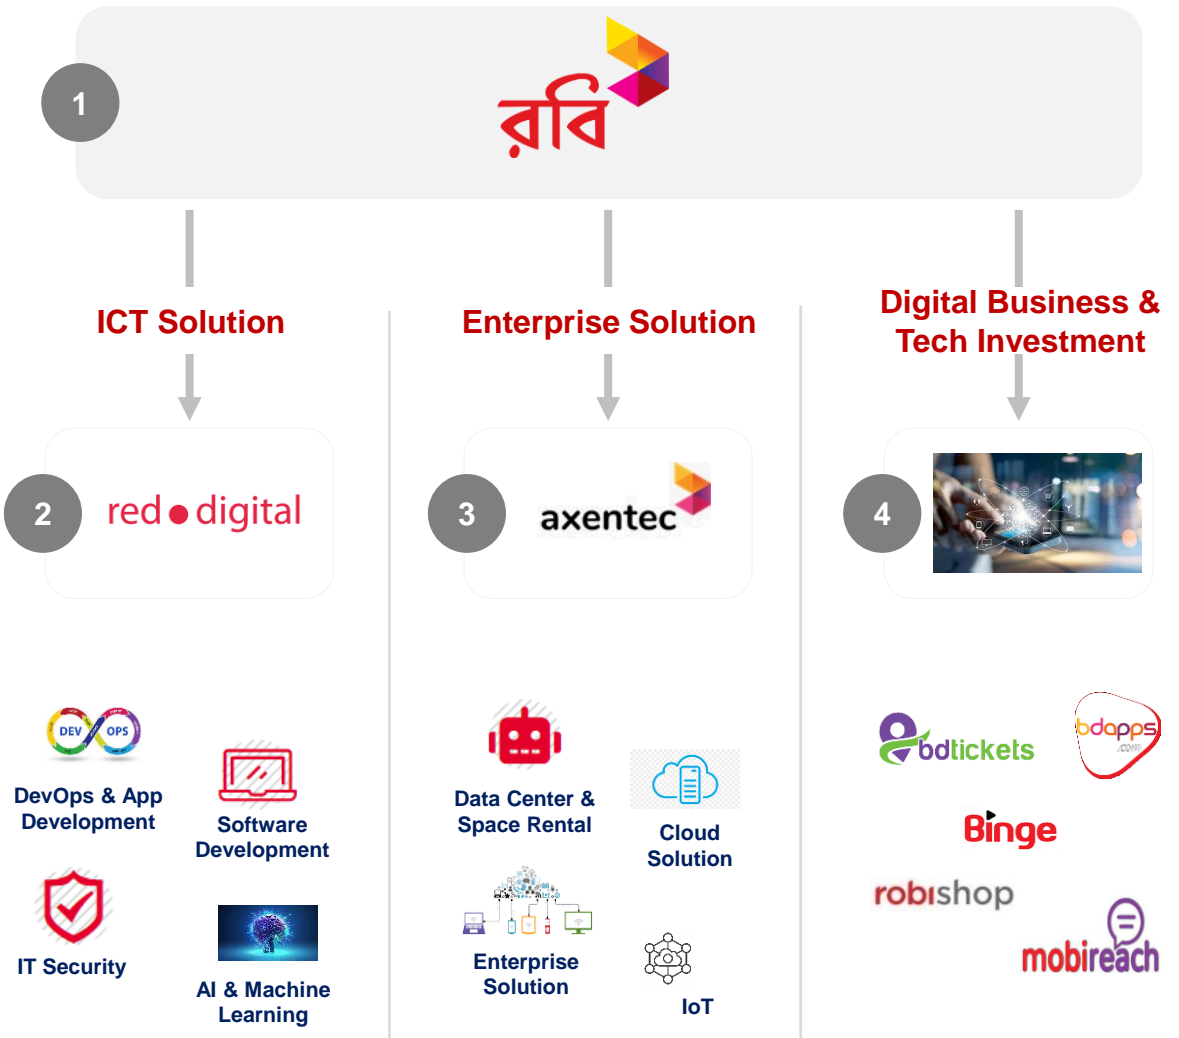 1
রবি
ICT Solution
Enterprise Solution
Digital Business &
Tech Investment
2
red digital
3
axentec
4
DEV OPS
DevOps & App
Development
Software
Development
IT Security
AI & Machine
Learning
Data Center &
Space Rental
Cloud
Solution
Enterprise
Solution
IoT
bdtickets
bdapps
.com
Binge
robishop
mobireach